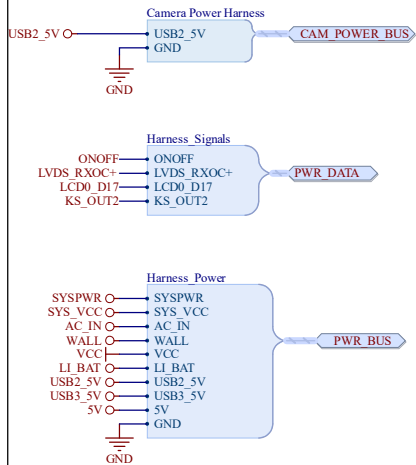 Camera Power Harness
USB2_5V USB2_5V CAM_POWER_BUS
GND
GND
Harness_Signals
ONOFF ONOFF
LVDS_RXOC+ LVDS_RXOC+ PWR_DATA
LCD0_D17 LCD0_D17
KS_OUT2 KS_OUT2
Harness_Power
SYSPWR SYSPWR
SYS_VCC SYS_VCC
AC_IN AC_IN
WALL WALL PWR_BUS
VCC VCC
LI_BAT LI_BAT
USB2_5V USB2_5V
USB3_5V USB3_5V
5V 5V
GND
GND